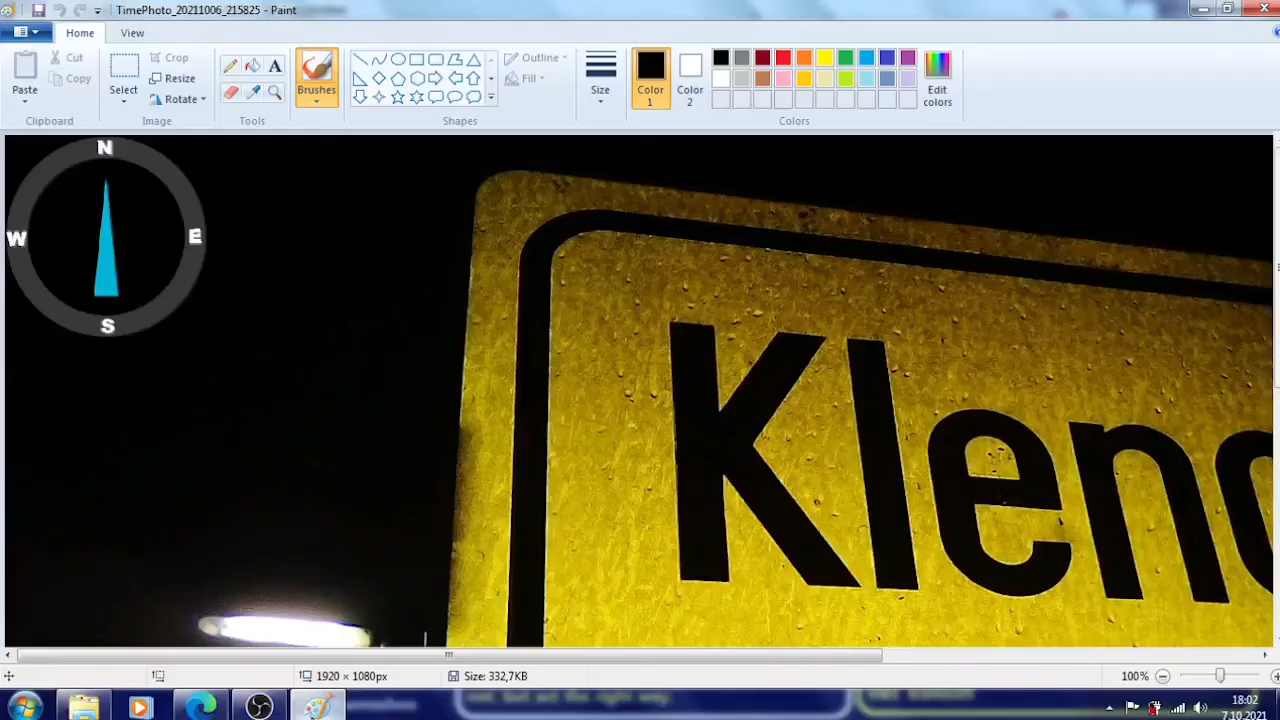 TimePhoto_20211006_215825 - Paint
Home
View
Paste
Cut
Copy
Clipboard
Select
Crop
Resize
Rotate
Image
A
Tools
Brushes
Outline
Fill
Shapes
Size
Color
1
Color
2
Edit
colors
Colors
N
W
E
S
Klen
1920 × 1080px
Size: 332,7KB
100%
18:02
7.10.2021